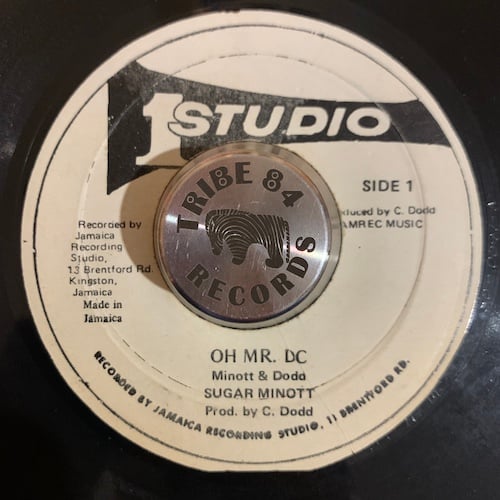 1 STUDIO
TRIBE 84
RECORDS
SIDE 1
duced by C. Dodd
AMREC MUSIC
Recorded by
Jamaica
Recording
Studio,
13 Brentford Rd.
Kingston,
Jamaica
Made in
Jamaica
OH MR. DC
Minott & Dodd
SUGAR MINOTT
Prod. by C. Dodd
RECORDED BY JAMAICA RECORDING STUDIO, 11 BRENTFORD RD.